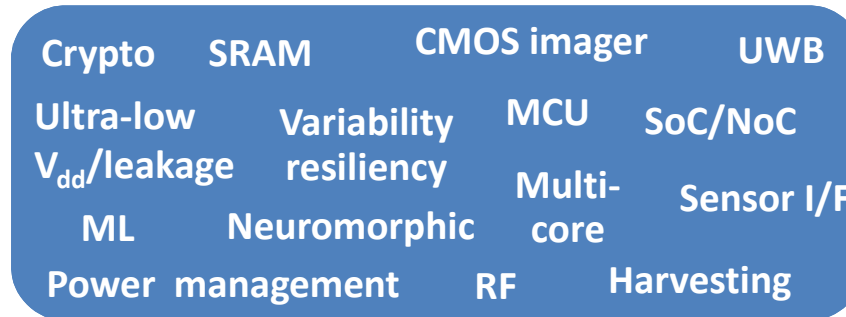 Crypto SRAM CMOS imager UWB
Ultra-low Variability MCU SoC/NoC
Vdd/leakage resiliency Multi-
ML Neuromorphic core Sensor I/F
Power management RF Harvesting